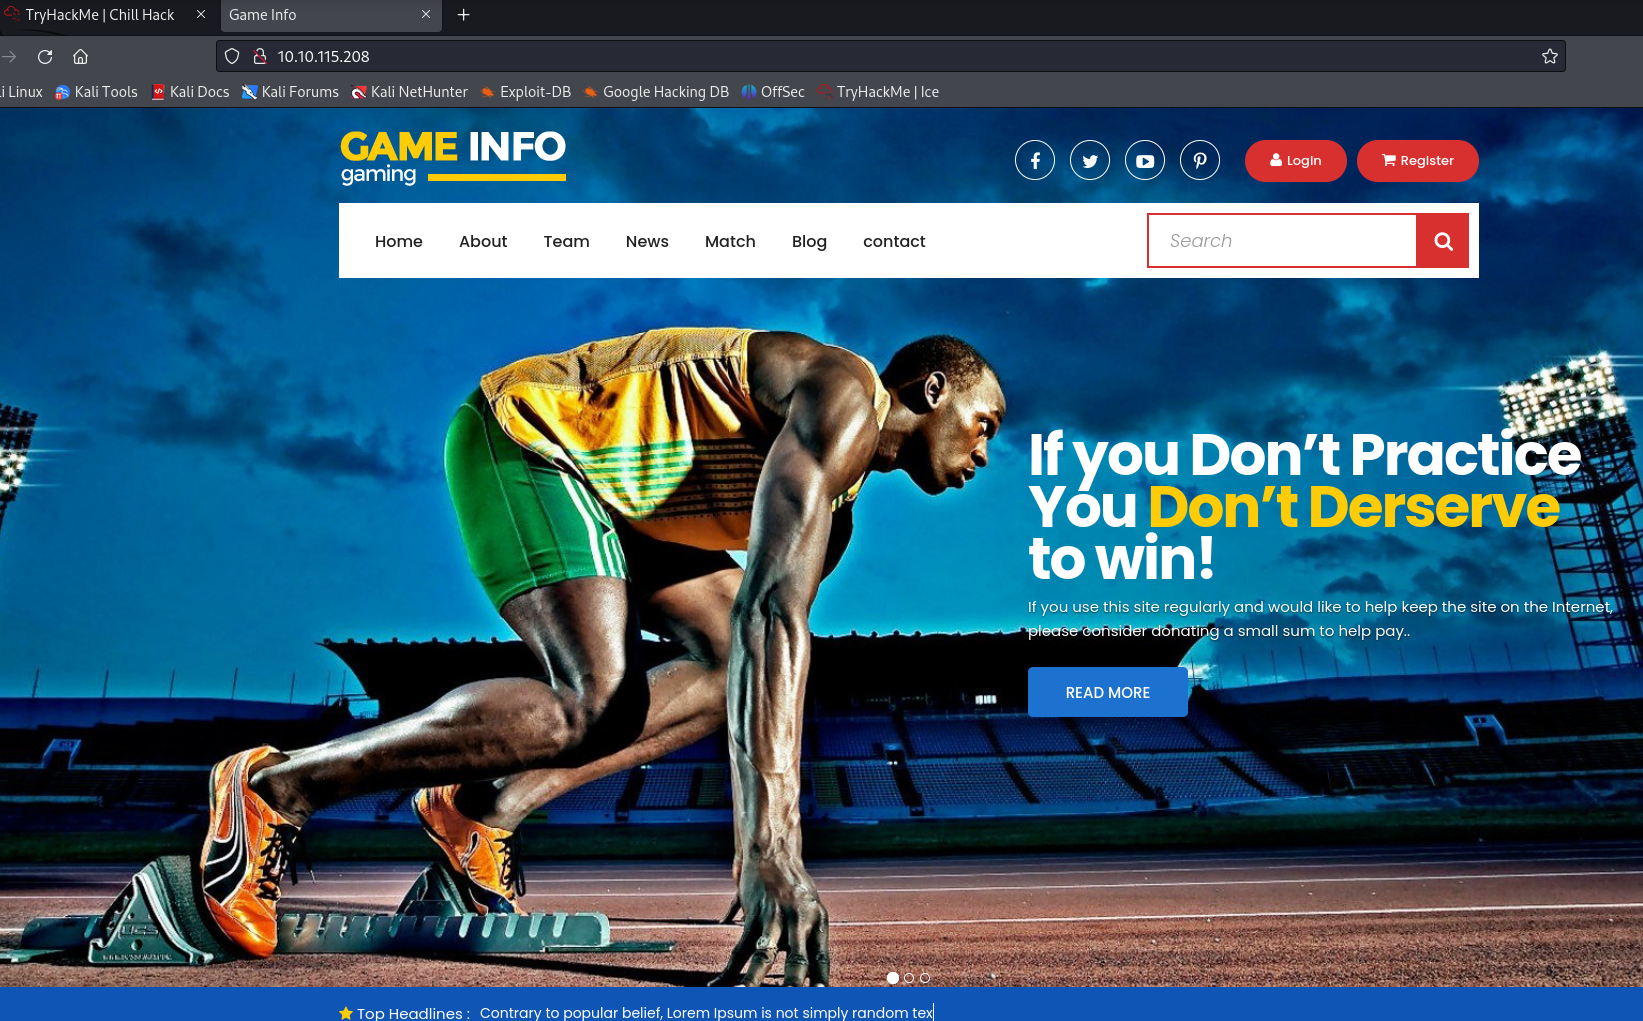 TryHackMe | Chill Hack
Game Info
10.10.115.208
li Linux
Kali Tools
Kali Docs
Kali Forums
Kali NetHunter
Exploit-DB
Google Hacking DB
OffSec
TryHackMe | Ice
GAME INFO
gaming
Login
Register
Home
About
Team
News
Match
Blog
contact
Search
If you Don’t Practice
You Don’t Derserve
to win!
If you use this site regularly and would like to help keep the site on the Internet,
please consider donating a small sum to help pay..
READ MORE
Top Headlines :
Contrary to popular belief, Lorem Ipsum is not simply random tex